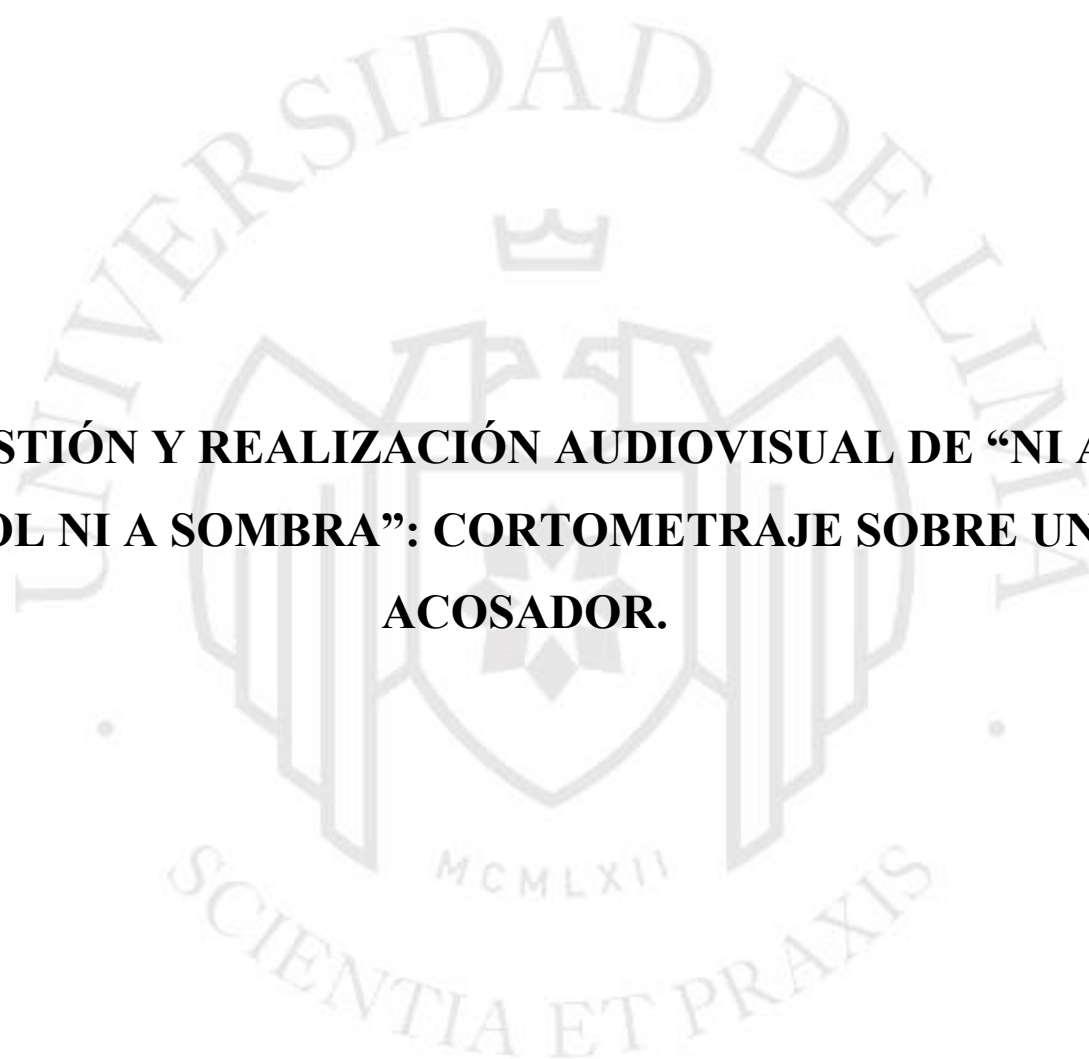 UNIVERSIDAD DE LIMA
STIÓN Y REALIZACIÓN AUDIOVISUAL DE “NI A
OL NI A SOMBRA”: CORTOMETRAJE SOBRE UN
ACOSADOR.
MCMLXII
SCIENTIA ET PRAXIS